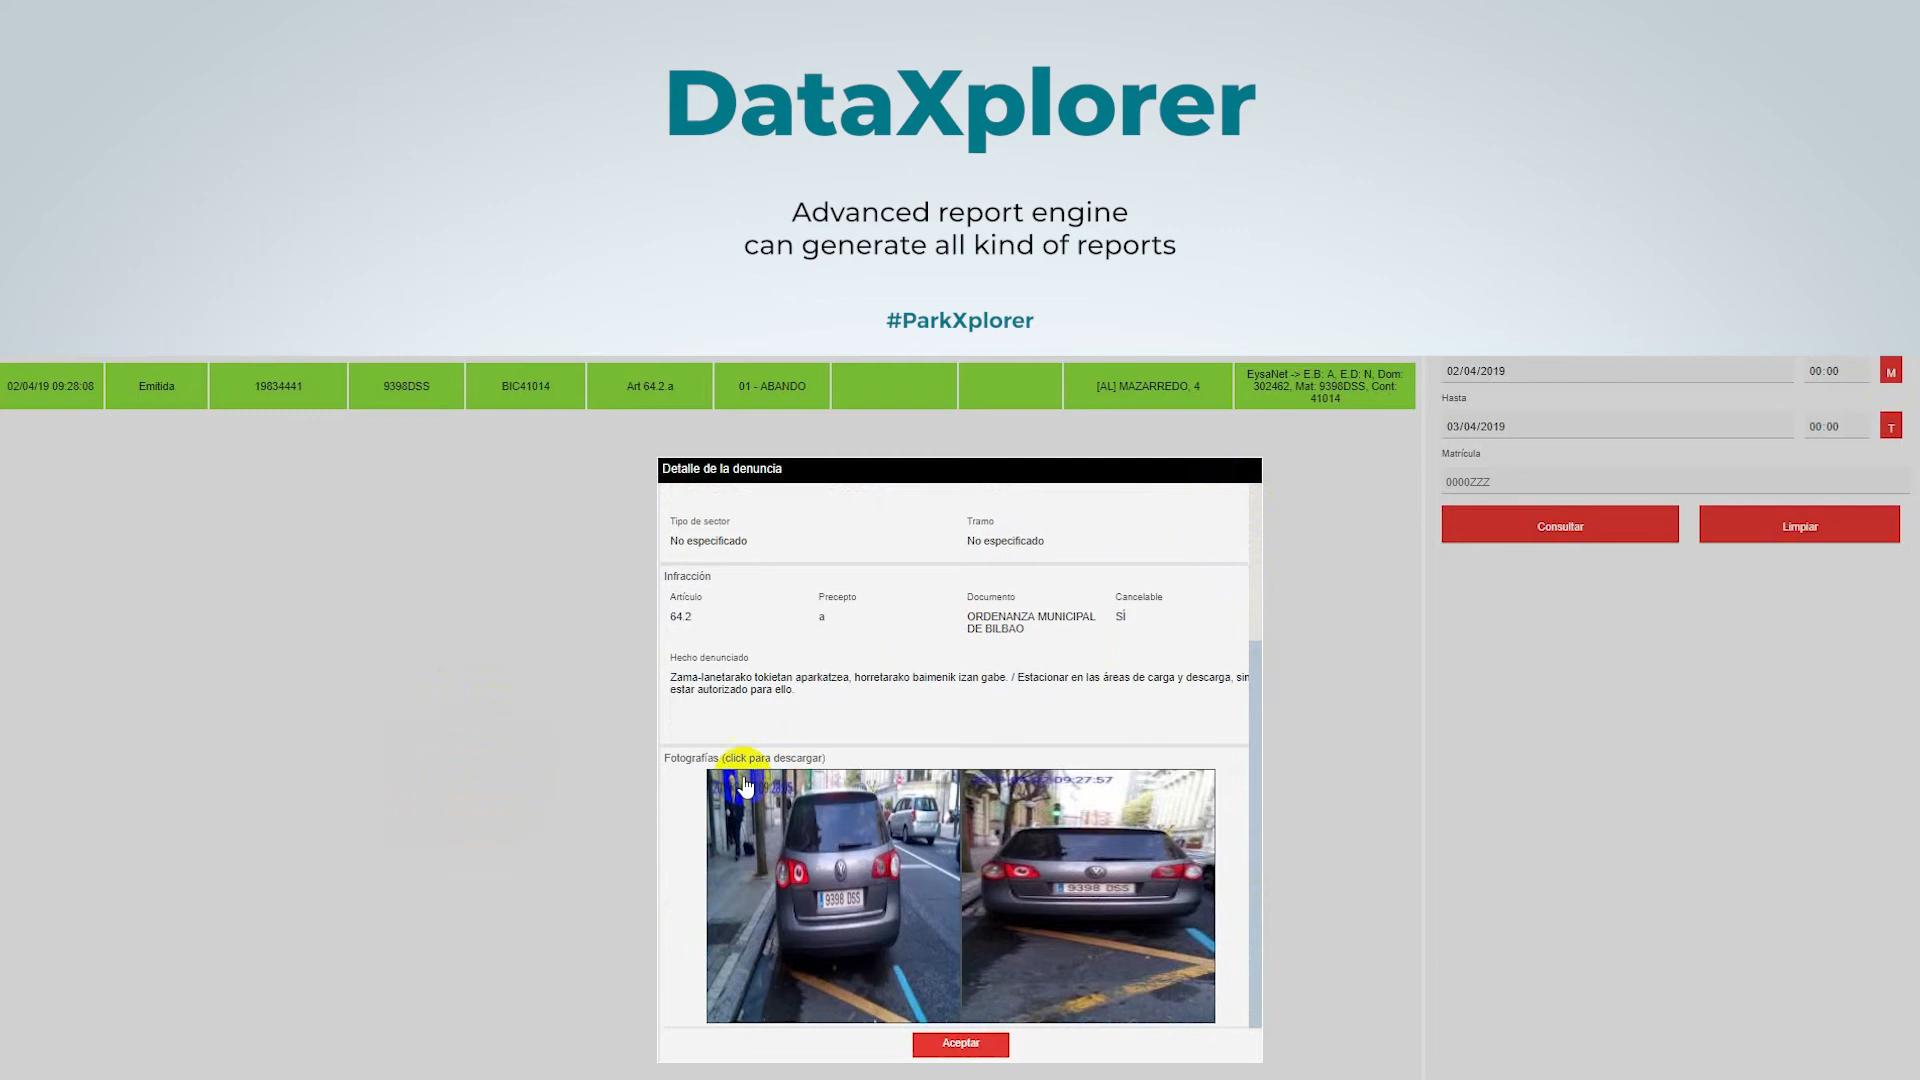 DataXplorer
Advanced report engine
can generate all kind of reports
#ParkXplorer
02/04/19 09:28:08
Emitida
19834441
9398DSS
BIC41014
Art 64.2.a
01 - ABANDO
[AL] MAZARREDO, 4
EysaNet -> E.B: A, E.D: N, Dom:
302462, Mat: 9398DSS, Cont:
41014
02/04/2019
00:00
M
Hasta
03/04/2019
00:00
T
Matrícula
0000ZZZ
Consultar
Limpiar
Detalle de la denuncia
Tipo de sector
Tramo
No especificado
No especificado
Infracción
Artículo
Precepto
Documento
Cancelable
64.2
a
ORDENANZA MUNICIPAL
DE BILBAO
SÍ
Hecho denunciado
Zama-lanetarako tokietan aparkatzea, horretarako baimenik izan gabe. / Estacionar en las áreas de carga y descarga, sin
estar autorizado para ello.
Fotografías (click para descargar)
09:27:57
9398 DSS
9398 DSS
Aceptar